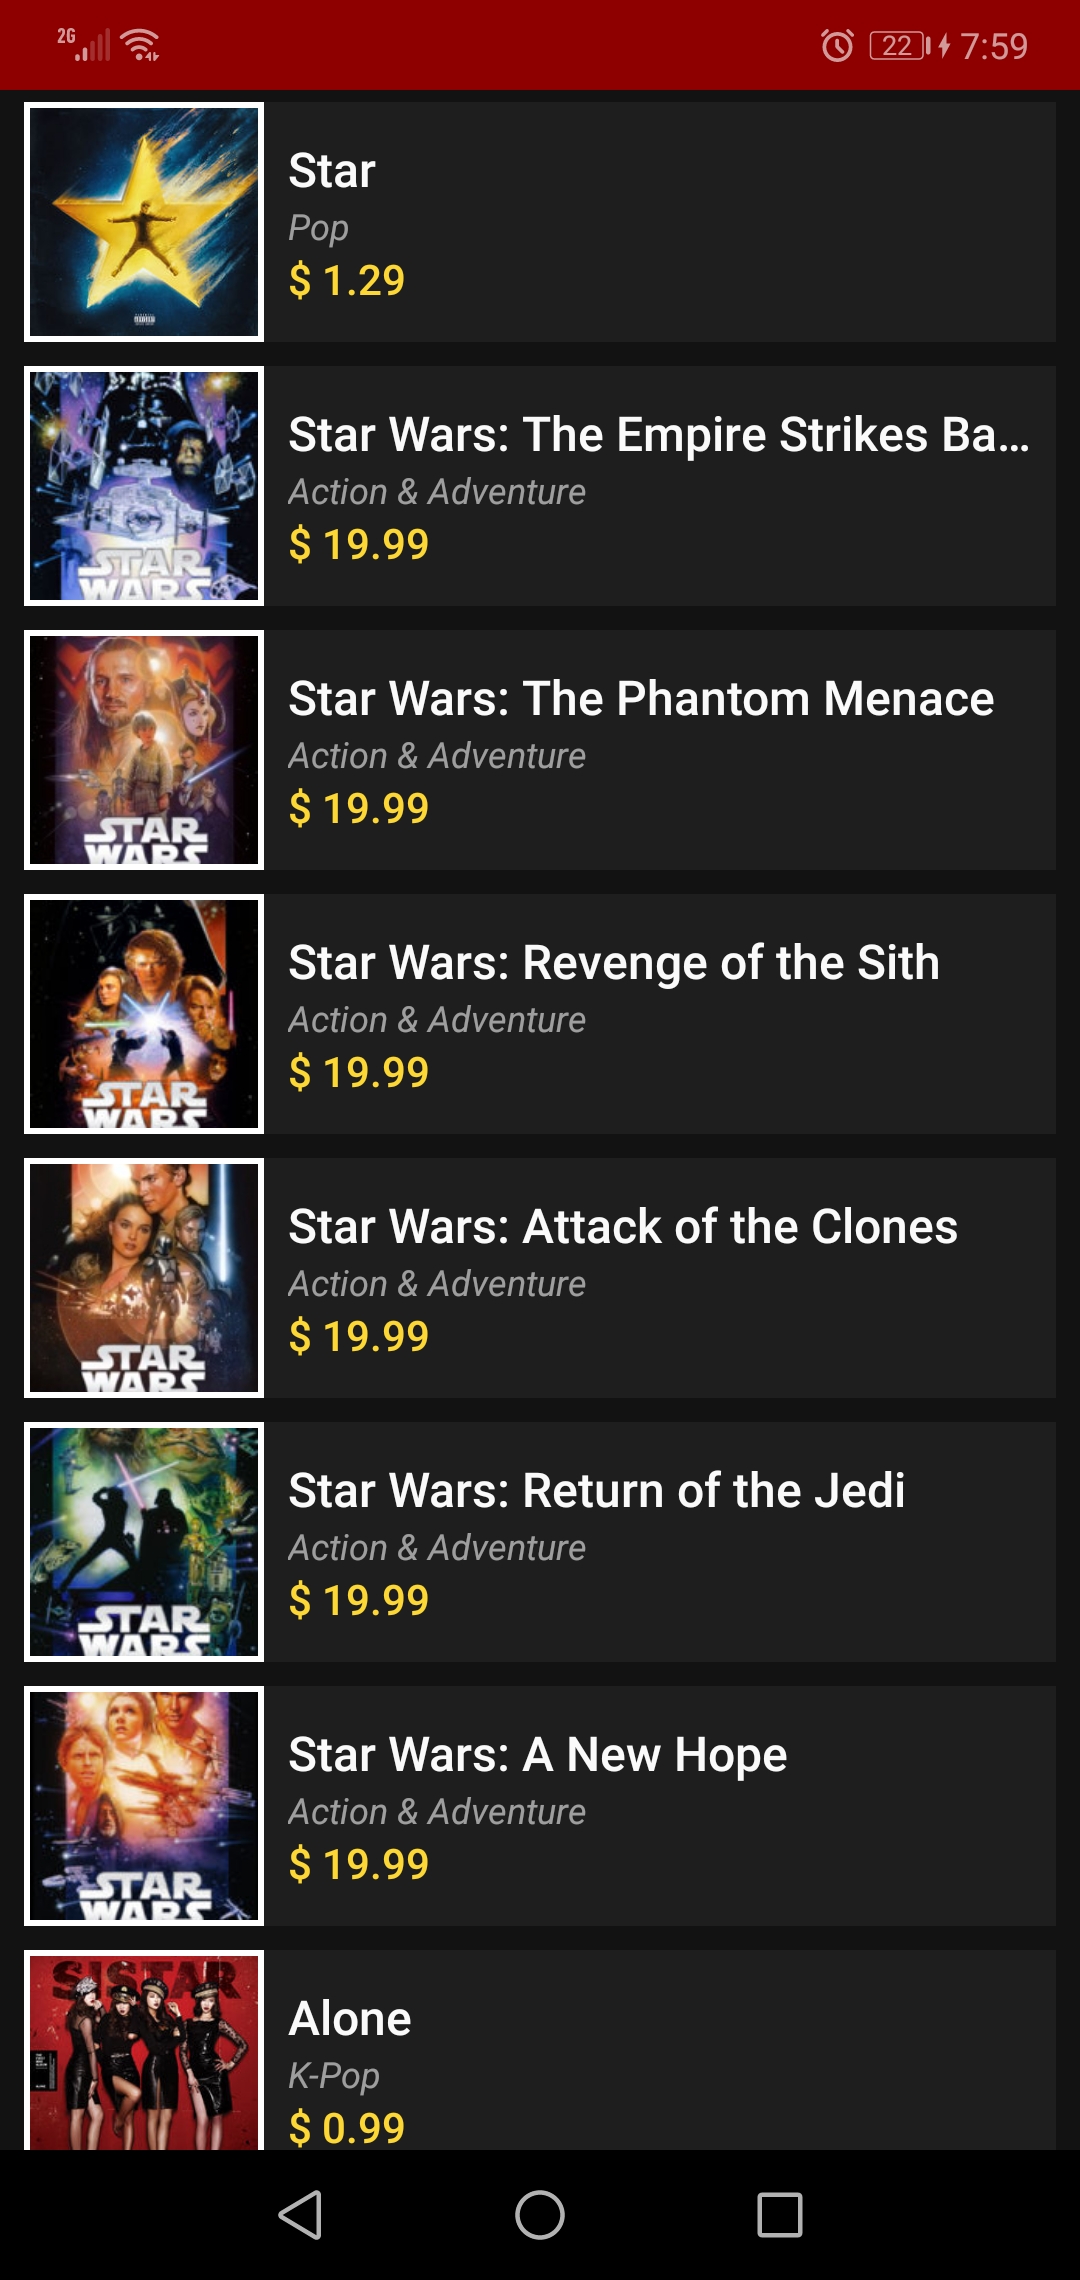 2G 22 7:59
Star
Pop
$ 1.29
STAR
WARS
Star Wars: The Empire Strikes Ba...
Action & Adventure
$ 19.99
STAR
WARS
Star Wars: The Phantom Menace
Action & Adventure
$ 19.99
STAR
WARS
Star Wars: Revenge of the Sith
Action & Adventure
$ 19.99
STAR
WARS
Star Wars: Attack of the Clones
Action & Adventure
$ 19.99
STAR
WARS
Star Wars: Return of the Jedi
Action & Adventure
$ 19.99
STAR
WARS
Star Wars: A New Hope
Action & Adventure
$ 19.99
SISTAR
Alone
K-Pop
$ 0.99